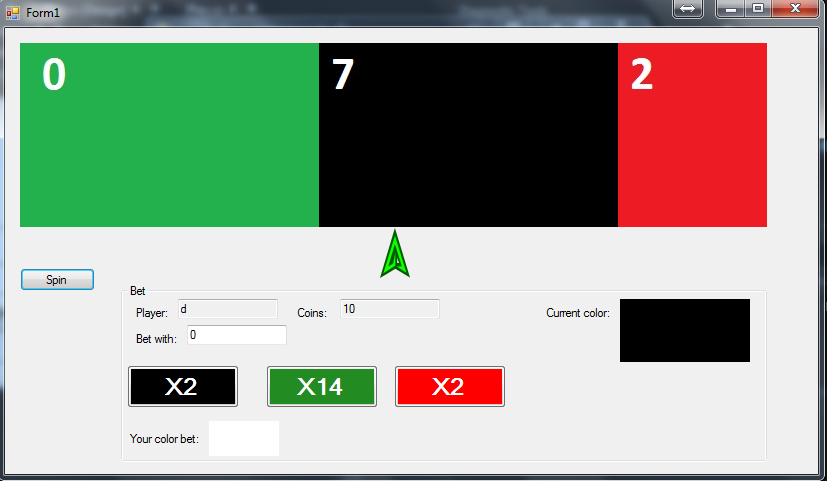 Form1
0 7 2
Spin
Bet
Player: d Coins: 10 Current color:
Bet with: 0
X2 X14 X2
Your color bet: